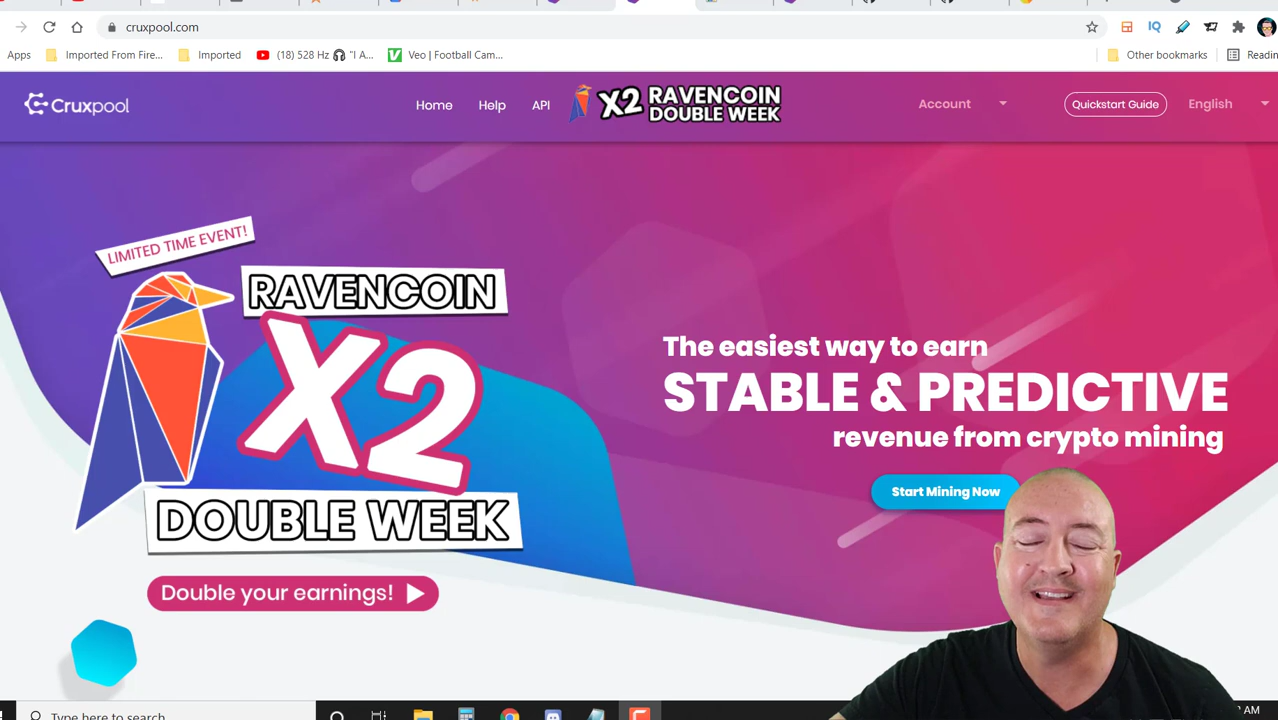 cruxpool.com
Apps
Imported From Fire...
Imported
(18) 528 Hz 🎧 "I A...
Veo | Football Cam...
Other bookmarks
Readin
Cruxpool
Home
Help
API
X2 RAVENCOIN
DOUBLE WEEK
Account
Quickstart Guide
English
LIMITED TIME EVENT!
RAVENCOIN
X2
DOUBLE WEEK
Double your earnings!
The easiest way to earn
STABLE & PREDICTIVE
revenue from crypto mining
Start Mining Now
Type here to search
AM